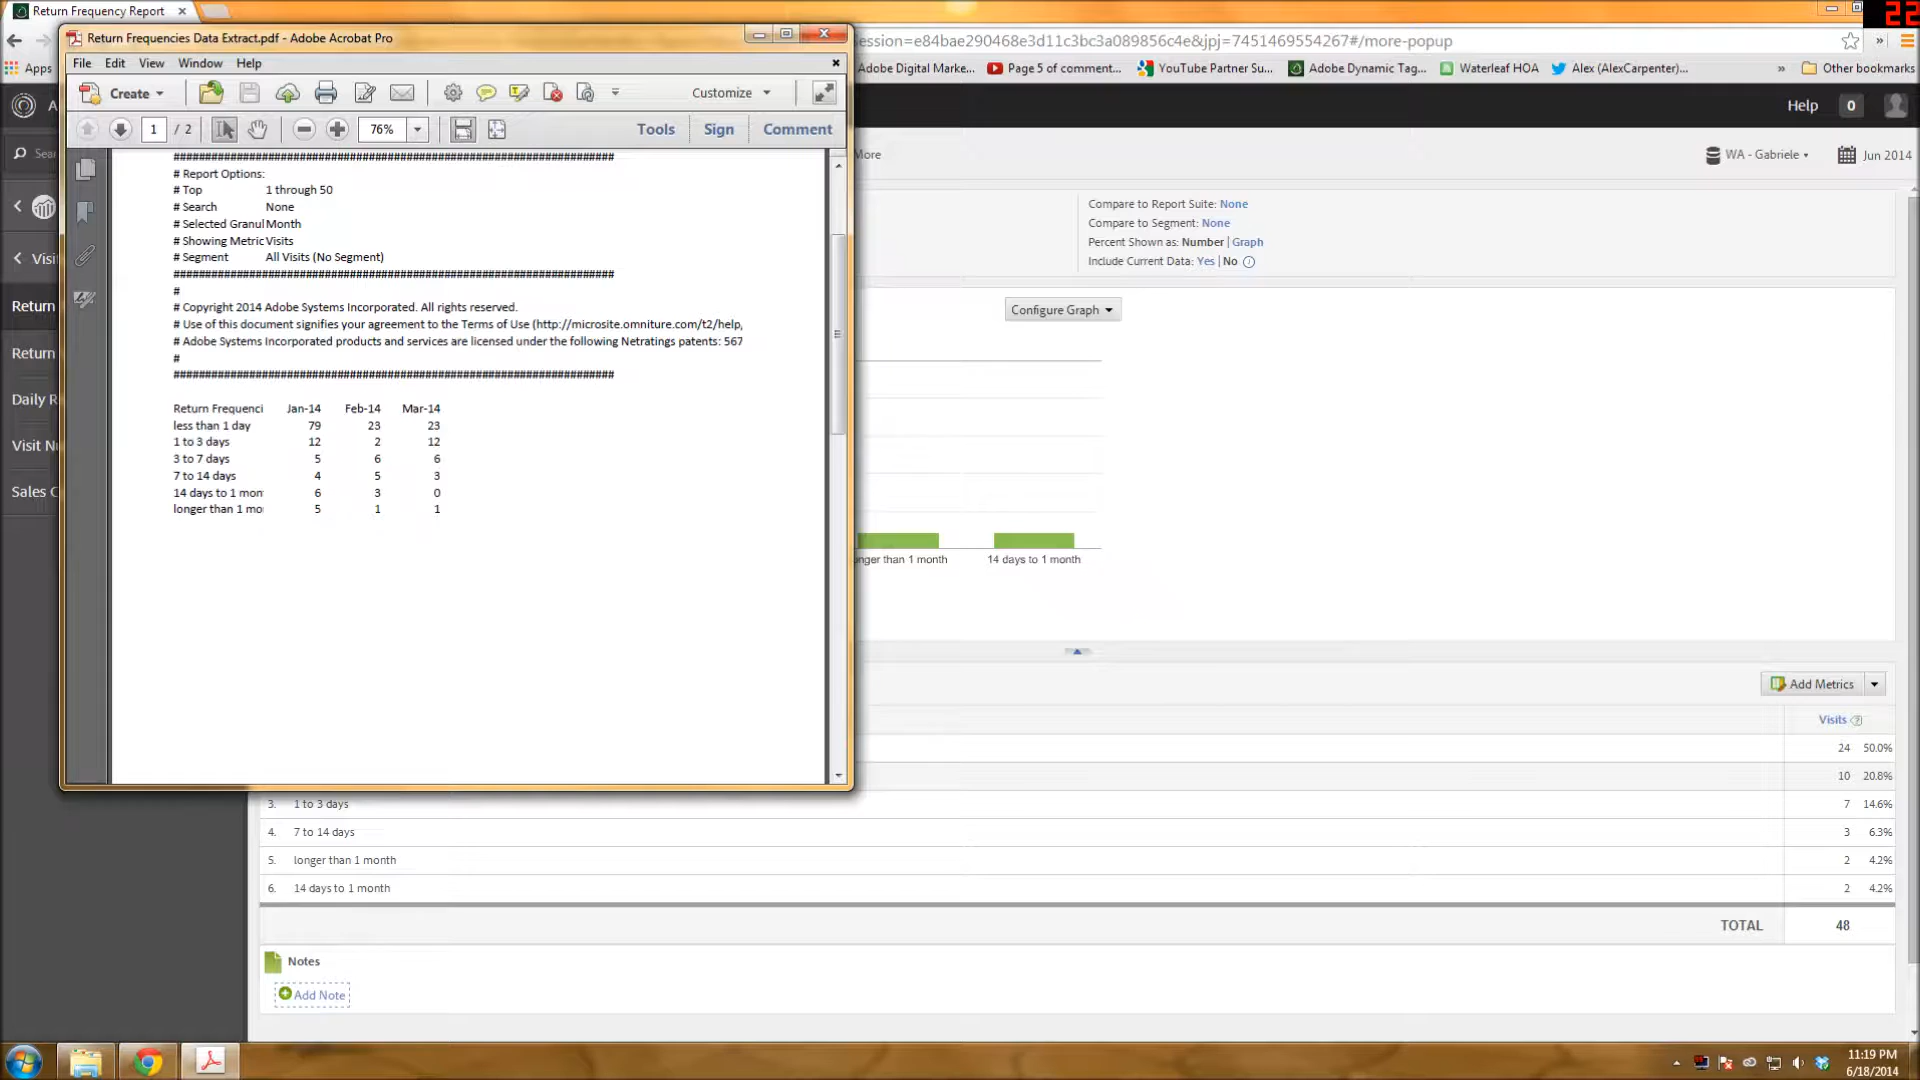 Return Frequency Report
22
Return Frequencies Data Extract.pdf - Adobe Acrobat Pro
ession=e84bae290468e3d11c3bc3a089856c4e&jpj=7451469554267#/more-popup
File Edit View Window Help
Apps
Adobe Digital Marke... Page 5 of comment... YouTube Partner Su... Adobe Dynamic Tag... Waterleaf HOA Alex (AlexCarpenter)... » Other bookmarks
Create
Customize
A
Help 0
1 / 2
76%
Tools Sign Comment
Sear
More
WA - Gabriele
Jun 2014
######################################################################
# Report Options:
# Top 1 through 50
# Search None
# Selected Granul Month
# Showing Metric Visits
# Segment All Visits (No Segment)
######################################################################
#
# Copyright 2014 Adobe Systems Incorporated. All rights reserved.
# Use of this document signifies your agreement to the Terms of Use (http://microsite.omniture.com/t2/help,
# Adobe Systems Incorporated products and services are licensed under the following Netratings patents: 567
#
######################################################################
Return Frequenci Jan-14 Feb-14 Mar-14
less than 1 day 79 23 23
1 to 3 days 12 2 12
3 to 7 days 5 6 6
7 to 14 days 4 5 3
14 days to 1 mon 6 3 0
longer than 1 mo 5 1 1
Visi
Return
Return
Daily R
Visit N
Sales C
Compare to Report Suite: None
Compare to Segment: None
Percent Shown as: Number | Graph
Include Current Data: Yes | No
Configure Graph
nger than 1 month
14 days to 1 month
Add Metrics
Visits
24 50.0%
10 20.8%
3. 1 to 3 days 7 14.6%
4. 7 to 14 days 3 6.3%
5. longer than 1 month 2 4.2%
6. 14 days to 1 month 2 4.2%
TOTAL 48
Notes
Add Note
11:19 PM
6/18/2014